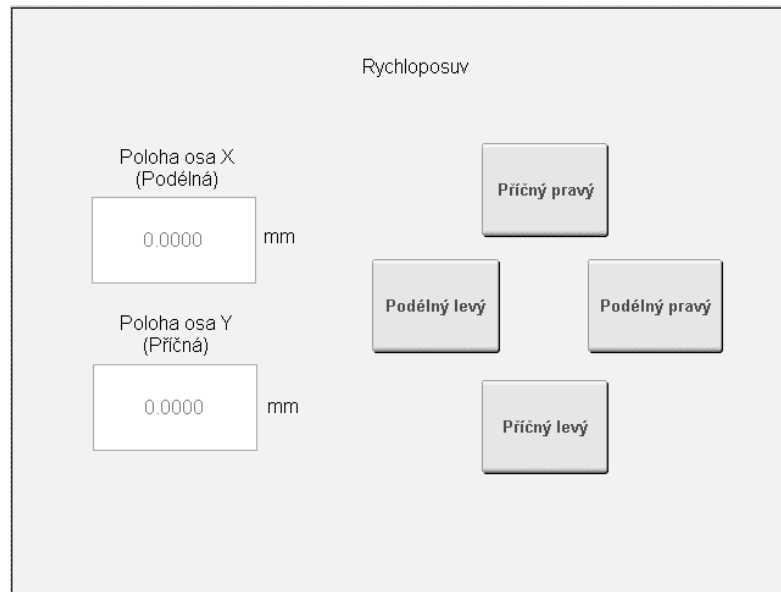 Rychloposuv
Poloha osa X
(Podélná)
0.0000
mm
Poloha osa Y
(Příčná)
0.0000
mm
Příčný pravý
Podélný levý
Podélný pravý
Příčný levý